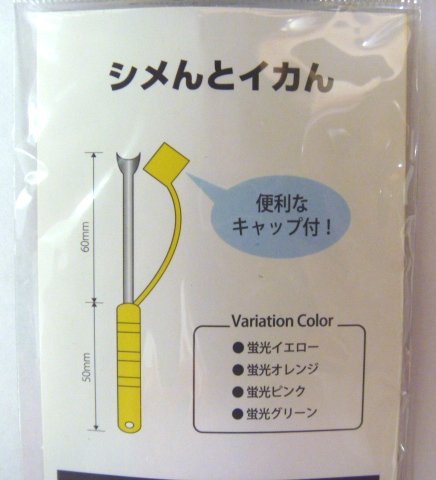 シメんとイカん
便利な
キャップ付！
60mm
50mm
Variation Color
●蛍光イエロー
●蛍光オレンジ
●蛍光ピンク
●蛍光グリーン